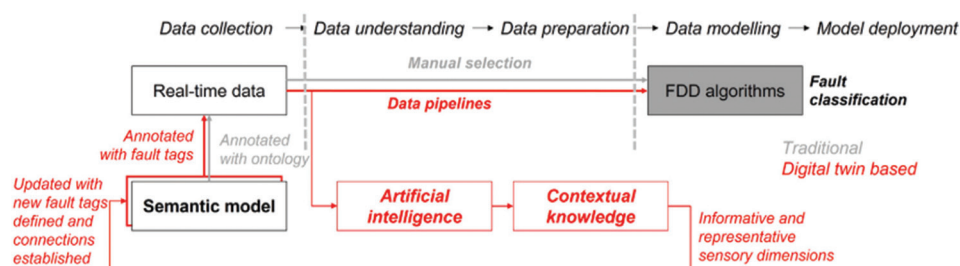 Data collection
Data understanding
Data preparation
Data modelling
Model deployment
Manual selection
Real-time data
Data pipelines
FDD algorithms
Fault
classification
Annotated
with fault tags
Annotated
with ontology
Traditional
Digital twin based
Updated with
new fault tags
defined and
connections
established
Semantic model
Artificial
intelligence
Contextual
knowledge
Informative and
representative
sensory dimensions